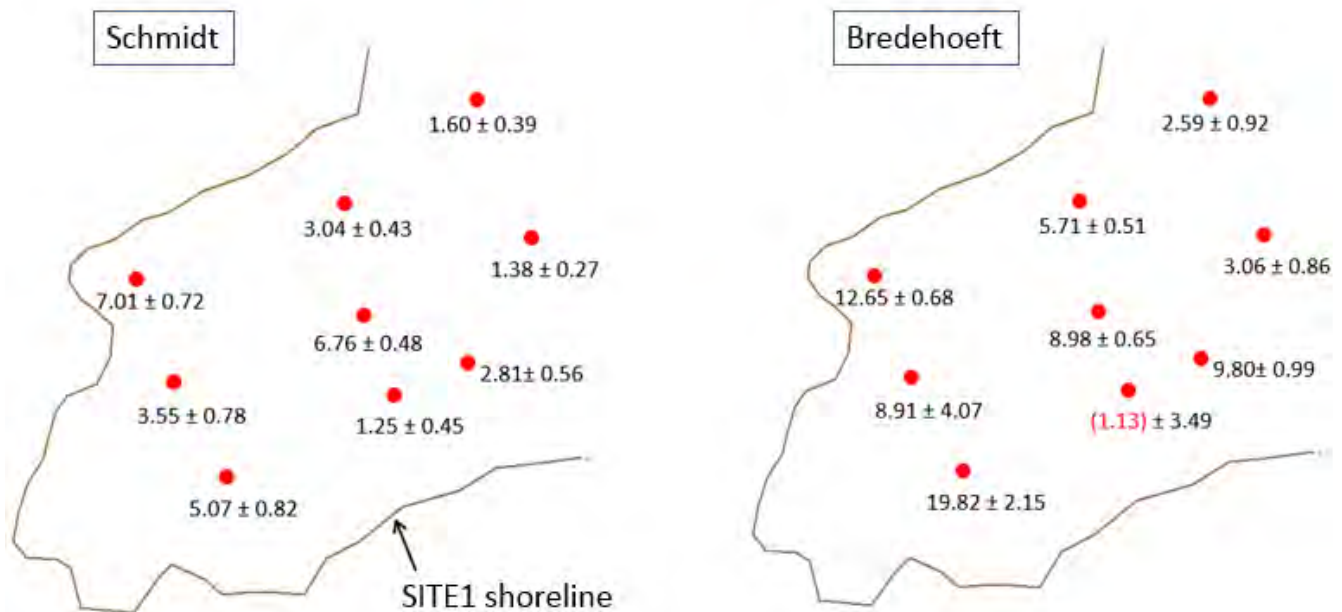 Schmidt
1.60 ± 0.39
3.04 ± 0.43
1.38 ± 0.27
7.01 ± 0.72
6.76 ± 0.48
2.81± 0.56
3.55 ± 0.78
1.25 ± 0.45
5.07 ± 0.82
SITE1 shoreline
Bredehoeft
2.59 ± 0.92
5.71 ± 0.51
3.06 ± 0.86
12.65 ± 0.68
8.98 ± 0.65
9.80± 0.99
8.91 ± 4.07
(1.13) ± 3.49
19.82 ± 2.15